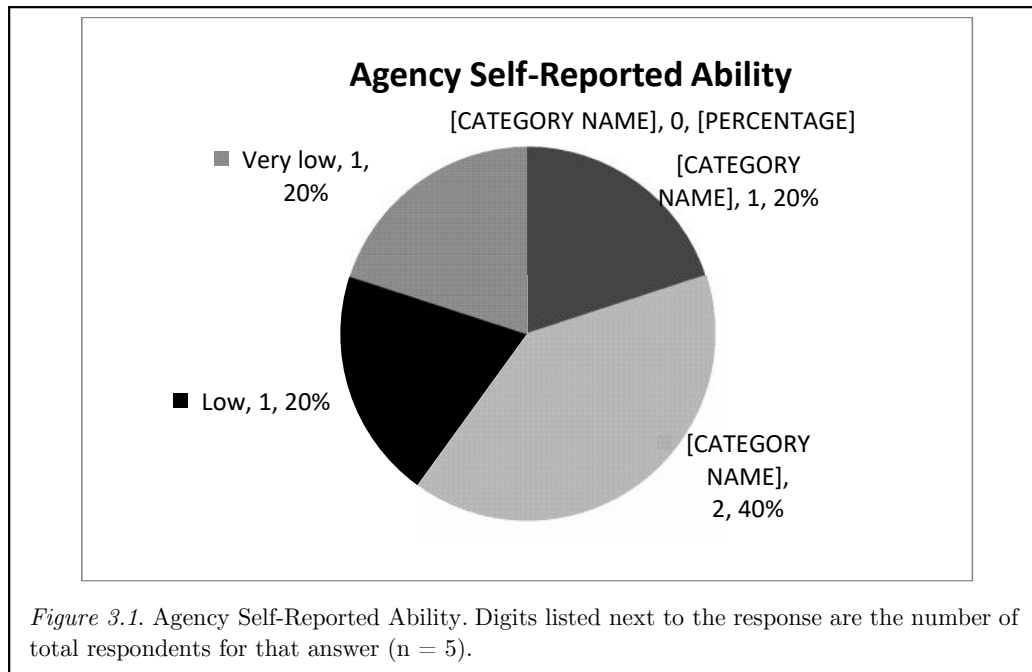 Agency Self-Reported Ability
[CATEGORY NAME], 0, [PERCENTAGE]
[CATEGORY
NAME], 1, 20%
Very low, 1,
20%
Low, 1, 20%
[CATEGORY
NAME],
2, 40%
Figure 3.1. Agency Self-Reported Ability. Digits listed next to the response are the number of
total respondents for that answer (n = 5).